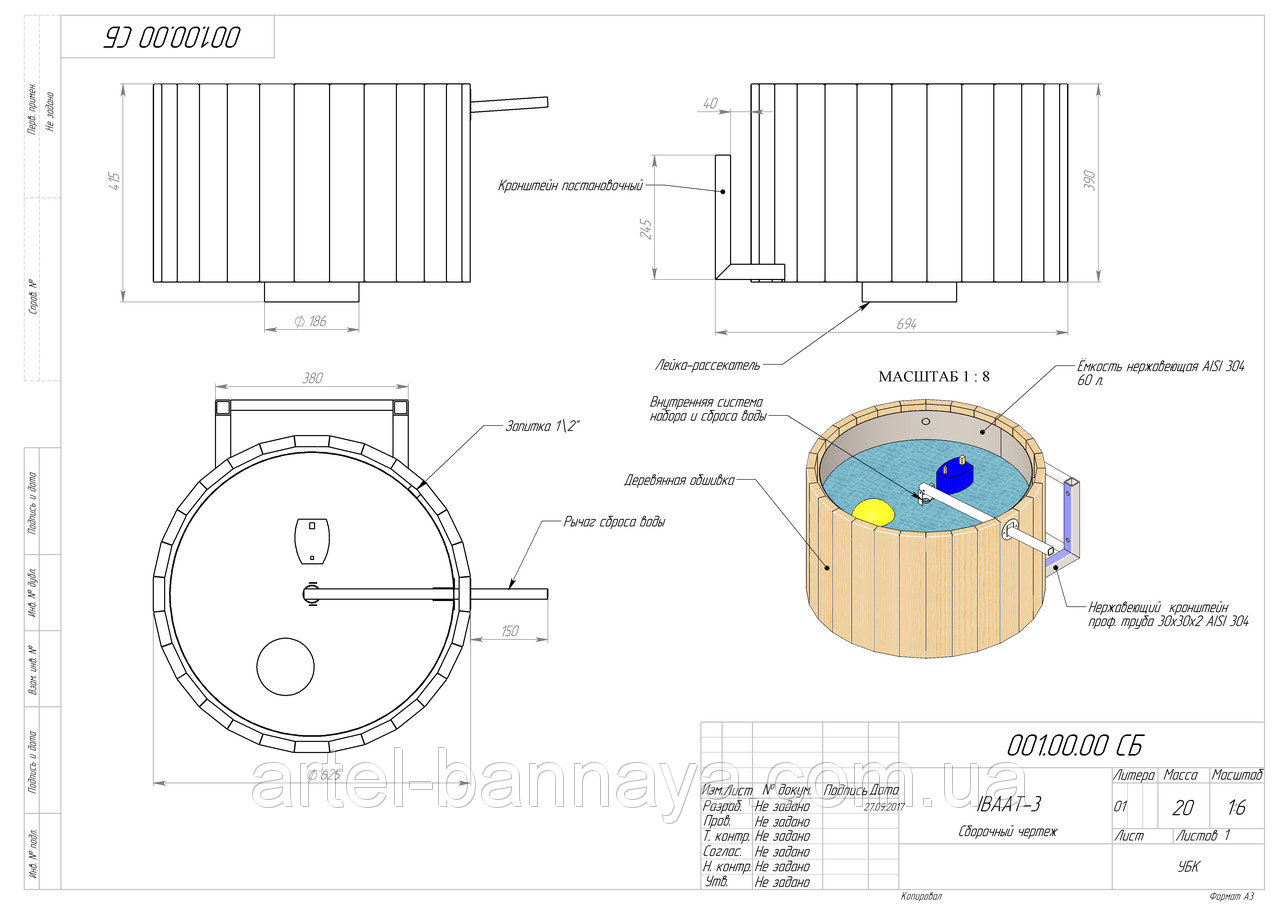 001.00.00 СБ
Перв. примен.
Не задано
Справ. №
Подпись и дата
Инв. № дубл.
Взам. инв. №
Подпись и дата
Инв. № подл.
415
∅ 186
40
245
390
694
Кронштейн постановочный
Лейка-рассекатель
МАСШТАБ 1 : 8
Ёмкость нержавеющая AISI 304
60 л.
Внутренняя система
набора и сброса воды
Деревянная обшивка
Нержавеющий кронштейн
проф. труба 30х30х2 AISI 304
380
Запитка 1\2"
Рычаг сброса воды
150
∅ 625
artel-bannaya.com.ua
001.00.00 СБ
Изм. Лист № докум. Подпись Дата
Разраб. Не задано 27.09.2017
Пров. Не задано
Т. контр. Не задано
Соглас. Не задано
Н. контр. Не задано
Утв. Не задано
IВААТ-3
Сборочный чертеж
Литера Масса Масштаб
01 20 1:6
Лист Листов 1
УБК
Копировал Формат А3